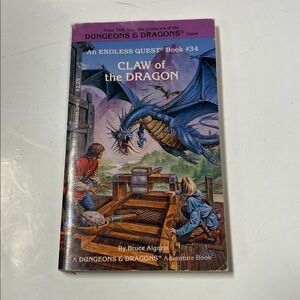 From TSR, Inc., the producers of the
DUNGEONS & DRAGONS® Game
An ENDLESS QUEST® Book #34
CLAW of
the DRAGON
By Bruce Algozin
A DUNGEONS & DRAGONS® Adventure Book